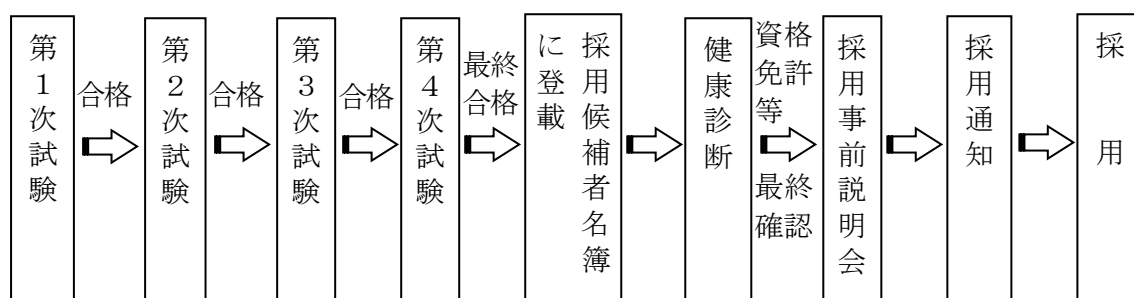 第１次試験
合格
第２次試験
合格
第３次試験
合格
第４次試験
最終
合格
採用候補者名簿
に登載
健康診断
資格
免許
等
最終
確認
採用事前説明会
採用通知
採用